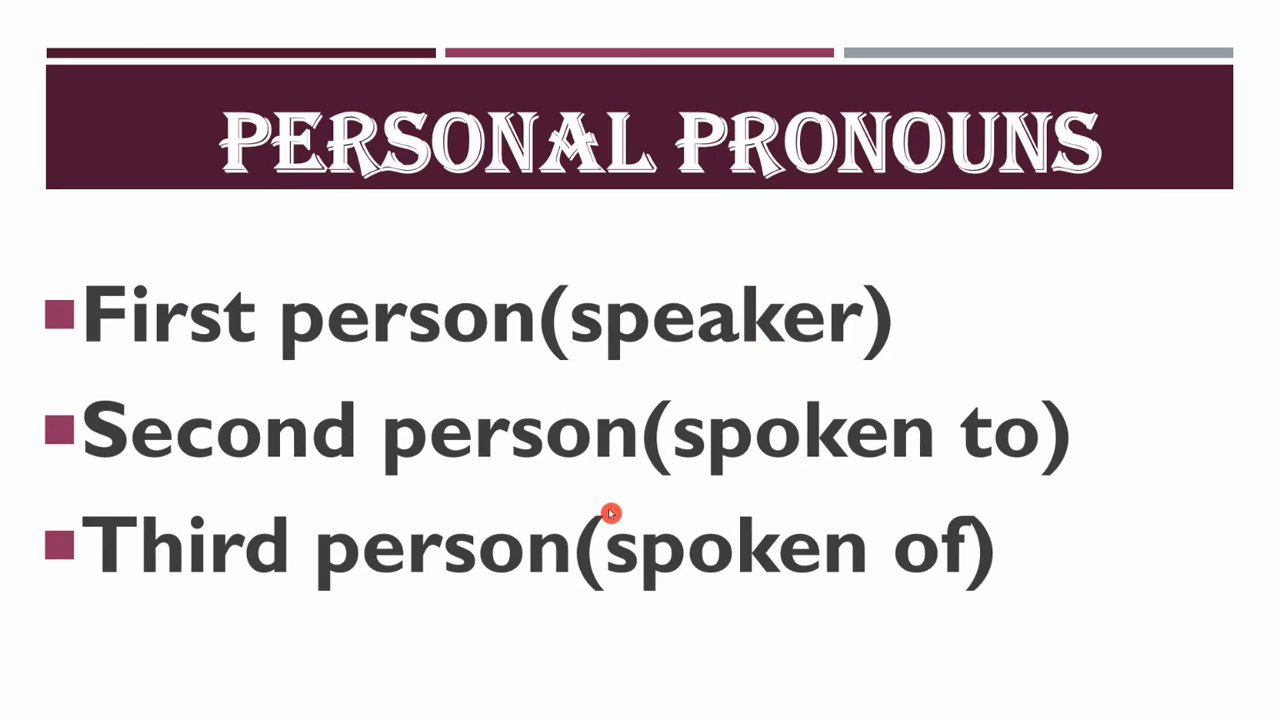 PERSONAL PRONOUNS
First person(speaker)
Second person(spoken to)
Third person(spoken of)